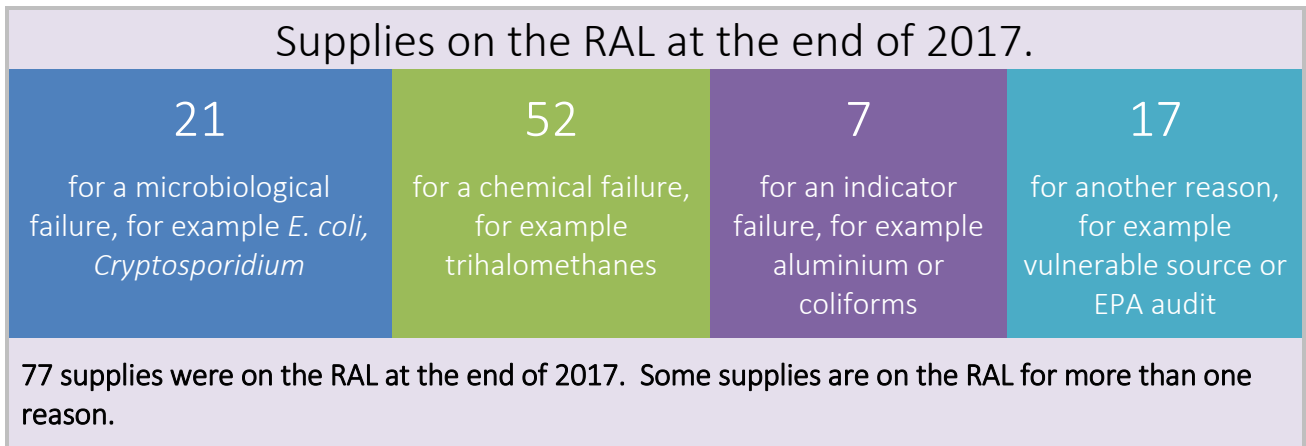 Supplies on the RAL at the end of 2017.
21
for a microbiological
failure, for example E. coli,
Cryptosporidium
52
for a chemical failure,
for example
trihalomethanes
7
for an indicator
failure, for example
aluminium or
coliforms
17
for another reason,
for example
vulnerable source or
EPA audit
77 supplies were on the RAL at the end of 2017.  Some supplies are on the RAL for more than one
reason.